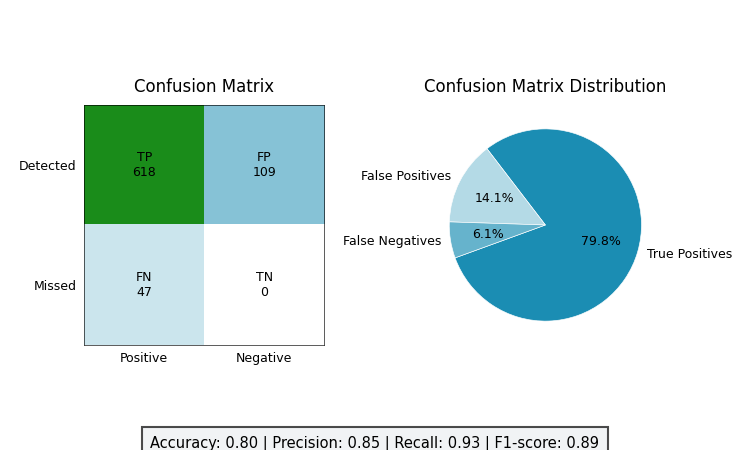 Confusion Matrix
Detected
TP
618
FP
109
Missed
FN
47
TN
0
Positive
Negative
Confusion Matrix Distribution
False Positives
14.1%
False Negatives
6.1%
79.8%
True Positives
Accuracy: 0.80 | Precision: 0.85 | Recall: 0.93 | F1-score: 0.89